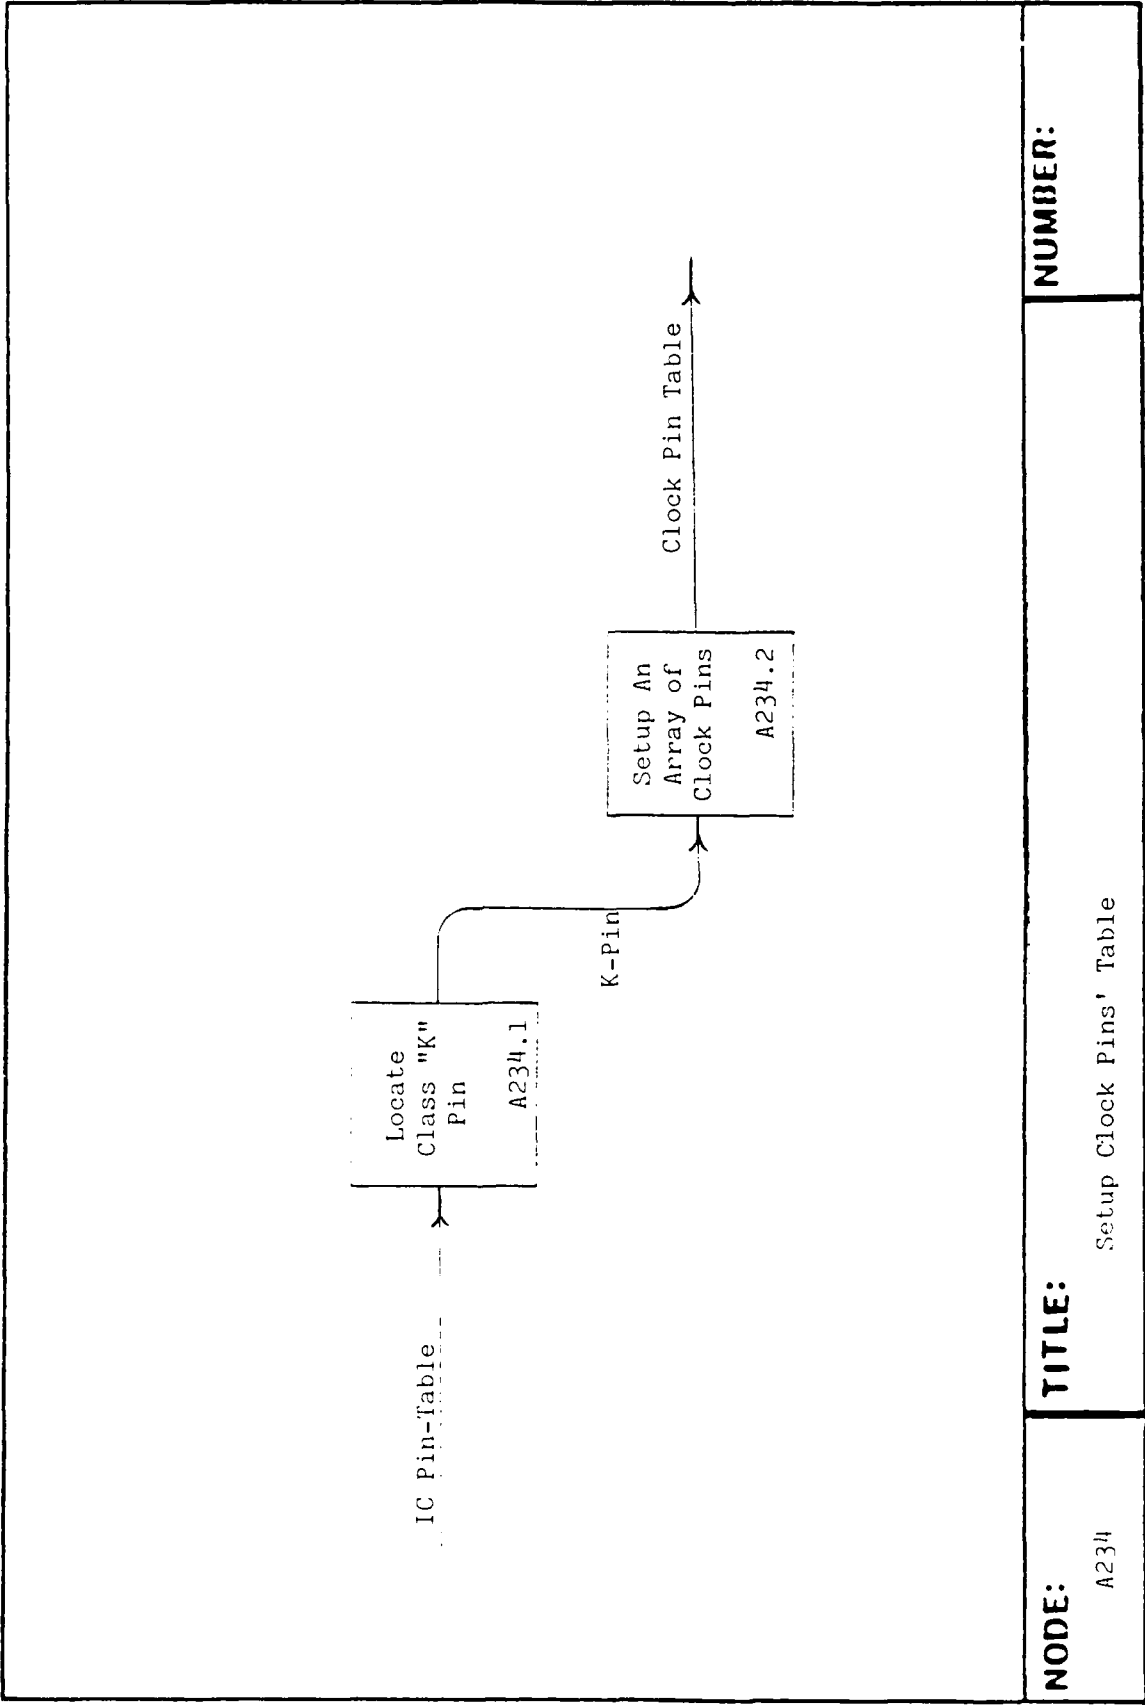 IC Pin-Table
Locate
Class "K"
Pin
A234.1
K-Pin
Setup An
Array of
Clock Pins
A234.2
Clock Pin Table
NODE:
A234
TITLE:
Setup Clock Pins' Table
NUMBER: